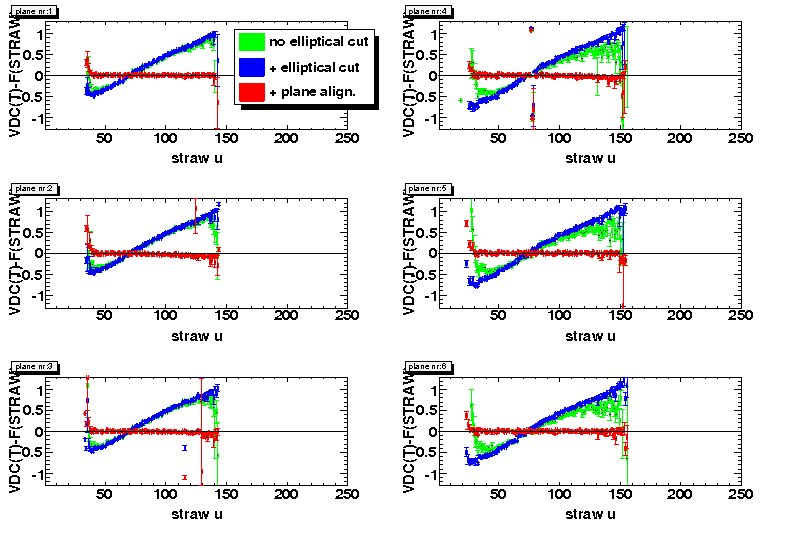 plane nr:1
VDC(T)-F(STRAW
1
0.5
0
0.5
-1
50 100 150 200 250
straw u
no elliptical cut
+ elliptical cut
+ plane align.
plane nr:4
VDC(T)-F(STRAW
1
0.5
0
0.5
-1
50 100 150 200 250
straw u
plane nr:2
VDC(T)-F(STRAW
1
0.5
0
0.5
-1
50 100 150 200 250
straw u
plane nr:5
VDC(T)-F(STRAW
1
0.5
0
0.5
-1
50 100 150 200 250
straw u
plane nr:3
VDC(T)-F(STRAW
1
0.5
0
0.5
-1
50 100 150 200 250
straw u
plane nr:6
VDC(T)-F(STRAW
1
0.5
0
0.5
-1
50 100 150 200 250
straw u